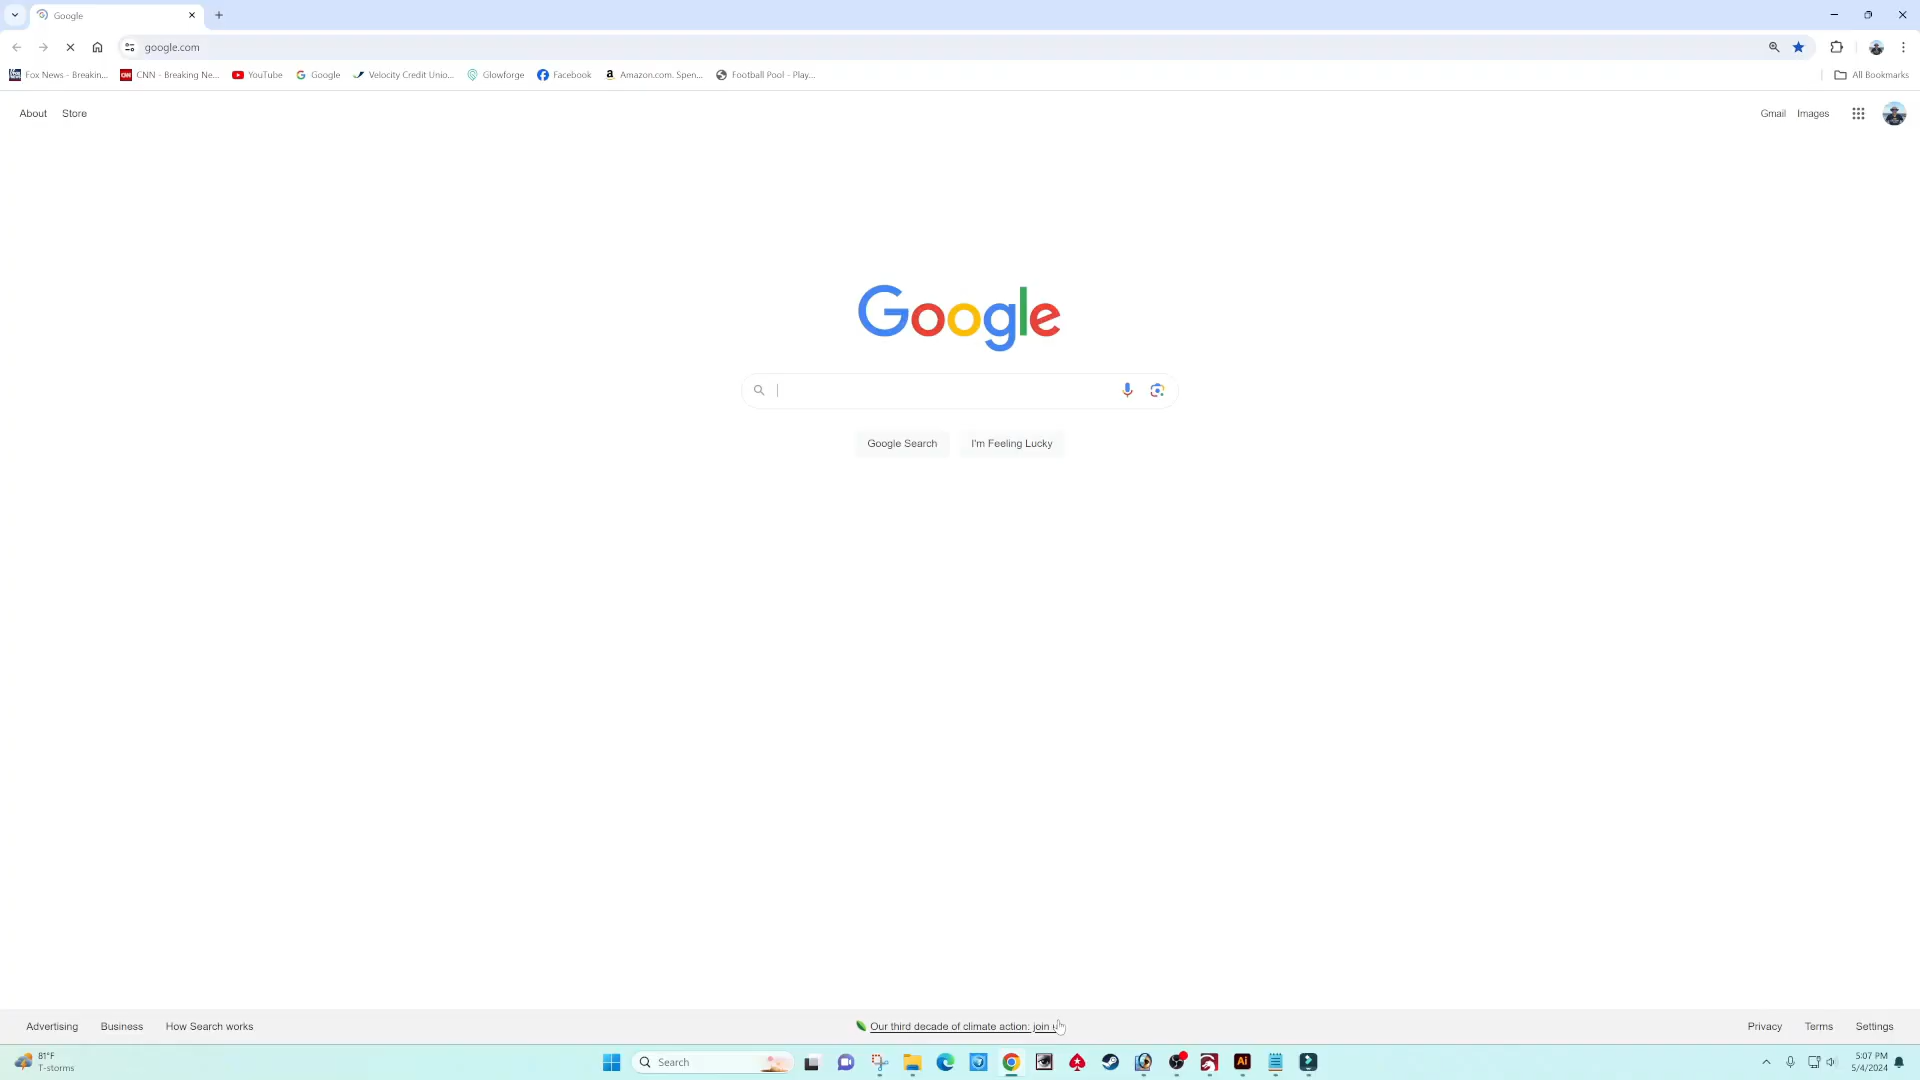 Google
google.com
Fox News - Breakin...
CNN - Breaking Ne...
YouTube
Google
Velocity Credit Unio...
Glowforge
Facebook
Amazon.com. Spen...
Football Pool - Play...
All Bookmarks
About
Store
Gmail
Images
Google
Google Search
I'm Feeling Lucky
Advertising
Business
How Search works
Our third decade of climate action: join
Privacy
Terms
Settings
81°F
T-storms
Search
Ai
5:07 PM
5/4/2024